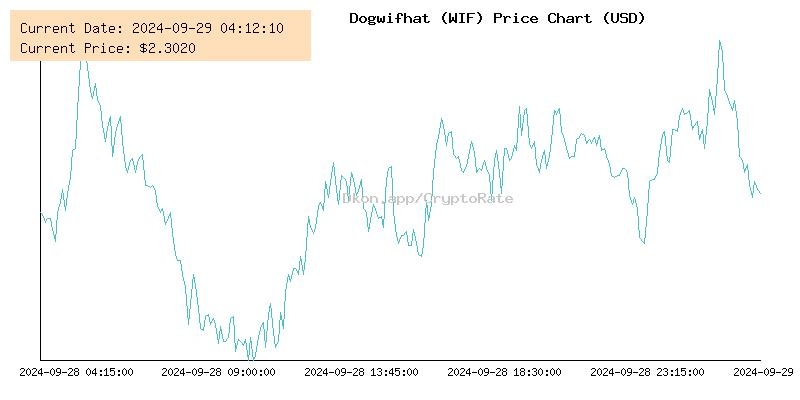 Dogwifhat (WIF) Price Chart (USD)
Current Date: 2024-09-29 04:12:10
Current Price: $2.3020
Dkon.app/CryptoRate
2024-09-28 04:15:00
2024-09-28 09:00:00
2024-09-28 13:45:00
2024-09-28 18:30:00
2024-09-28 23:15:00
2024-09-29